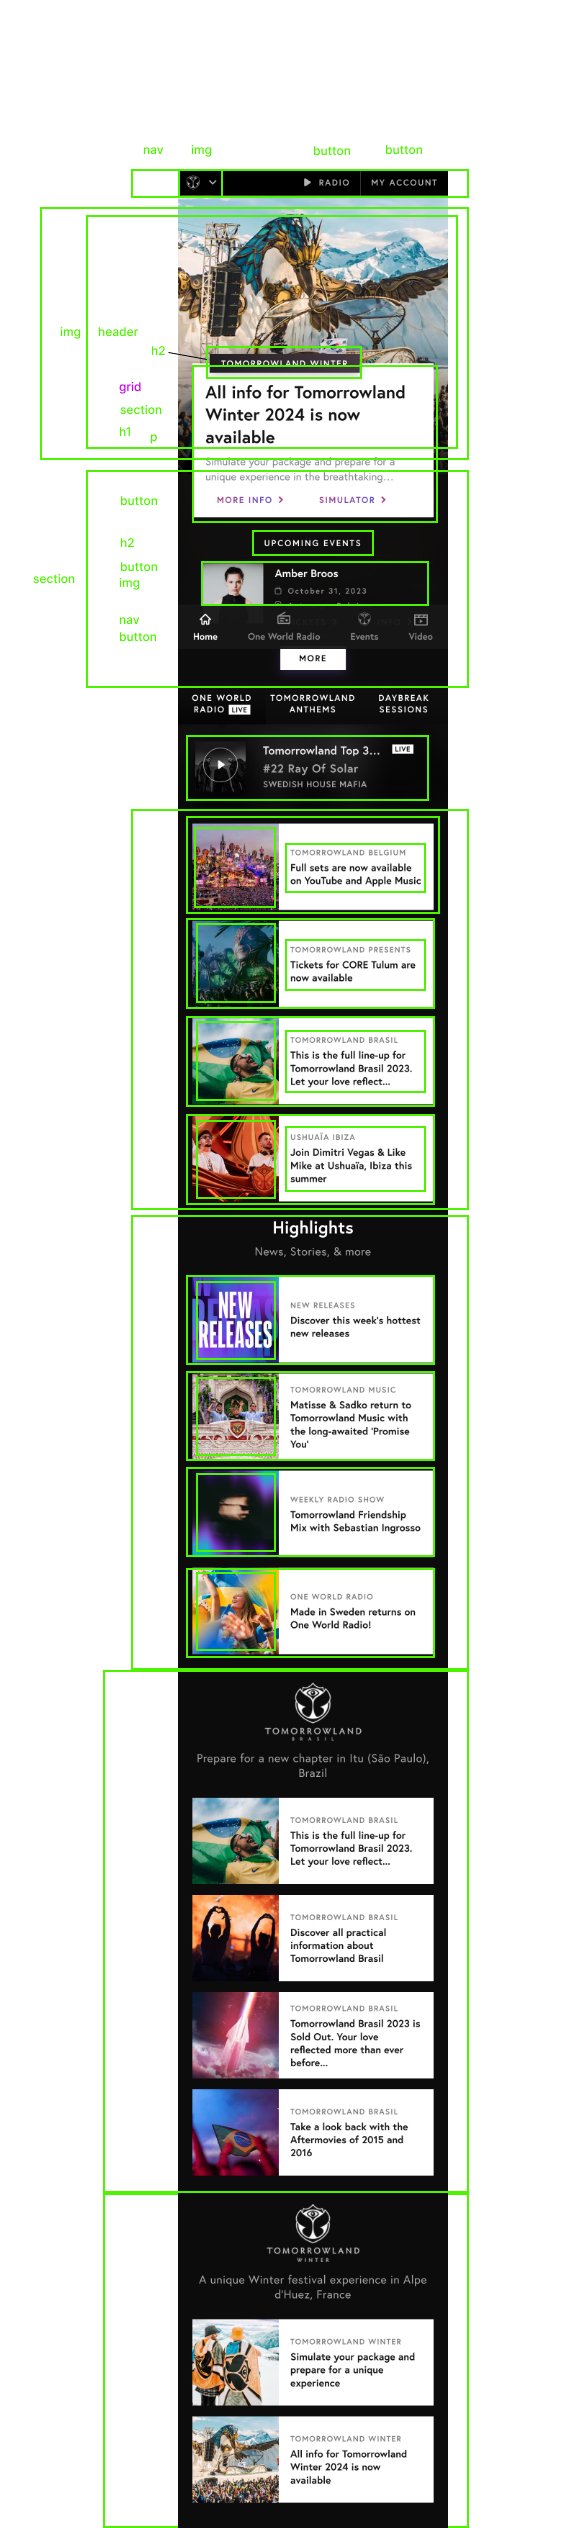 nav img button button
RADIO MY ACCOUNT
img header
h2
TOMORROWLAND WINTER
grid
section
h1 p
All info for Tomorrowland
Winter 2024 is now
available
Simulate your package and prepare for a
unique experience in the breathtaking...
button
MORE INFO SIMULATOR
h2
UPCOMING EVENTS
section
button
img
Amber Broos
October 31, 2023
nav
button
Home One World Radio Events Video
MORE
ONE WORLD
RADIO LIVE
TOMORROWLAND
ANTHEMS
DAYBREAK
SESSIONS
Tomorrowland Top 3... LIVE
#22 Ray Of Solar
SWEDISH HOUSE MAFIA
TOMORROWLAND BELGIUM
Full sets are now available
on YouTube and Apple Music
TOMORROWLAND PRESENTS
Tickets for CORE Tulum are
now available
TOMORROWLAND BRASIL
This is the full line-up for
Tomorrowland Brasil 2023.
Let your love reflect...
USHUAÏA IBIZA
Join Dimitri Vegas & Like
Mike at Ushuaïa, Ibiza this
summer
Highlights
News, Stories, & more
NEW
RELEASES
NEW RELEASES
Discover this week's hottest
new releases
TOMORROWLAND MUSIC
Matisse & Sadko return to
Tomorrowland Music with
the long-awaited 'Promise
You'
WEEKLY RADIO SHOW
Tomorrowland Friendship
Mix with Sebastian Ingrosso
ONE WORLD RADIO
Made in Sweden returns on
One World Radio!
TOMORROWLAND
BRASIL
Prepare for a new chapter in Itu (São Paulo),
Brazil
TOMORROWLAND BRASIL
This is the full line-up for
Tomorrowland Brasil 2023.
Let your love reflect...
TOMORROWLAND BRASIL
Discover all practical
information about
Tomorrowland Brasil
TOMORROWLAND BRASIL
Tomorrowland Brasil 2023 is
Sold Out. Your love
reflected more than ever
before...
TOMORROWLAND BRASIL
Take a look back with the
Aftermovies of 2015 and
2016
TOMORROWLAND
WINTER
A unique Winter festival experience in Alpe
d'Huez, France
TOMORROWLAND WINTER
Simulate your package and
prepare for a unique
experience
TOMORROWLAND WINTER
All info for Tomorrowland
Winter 2024 is now
available